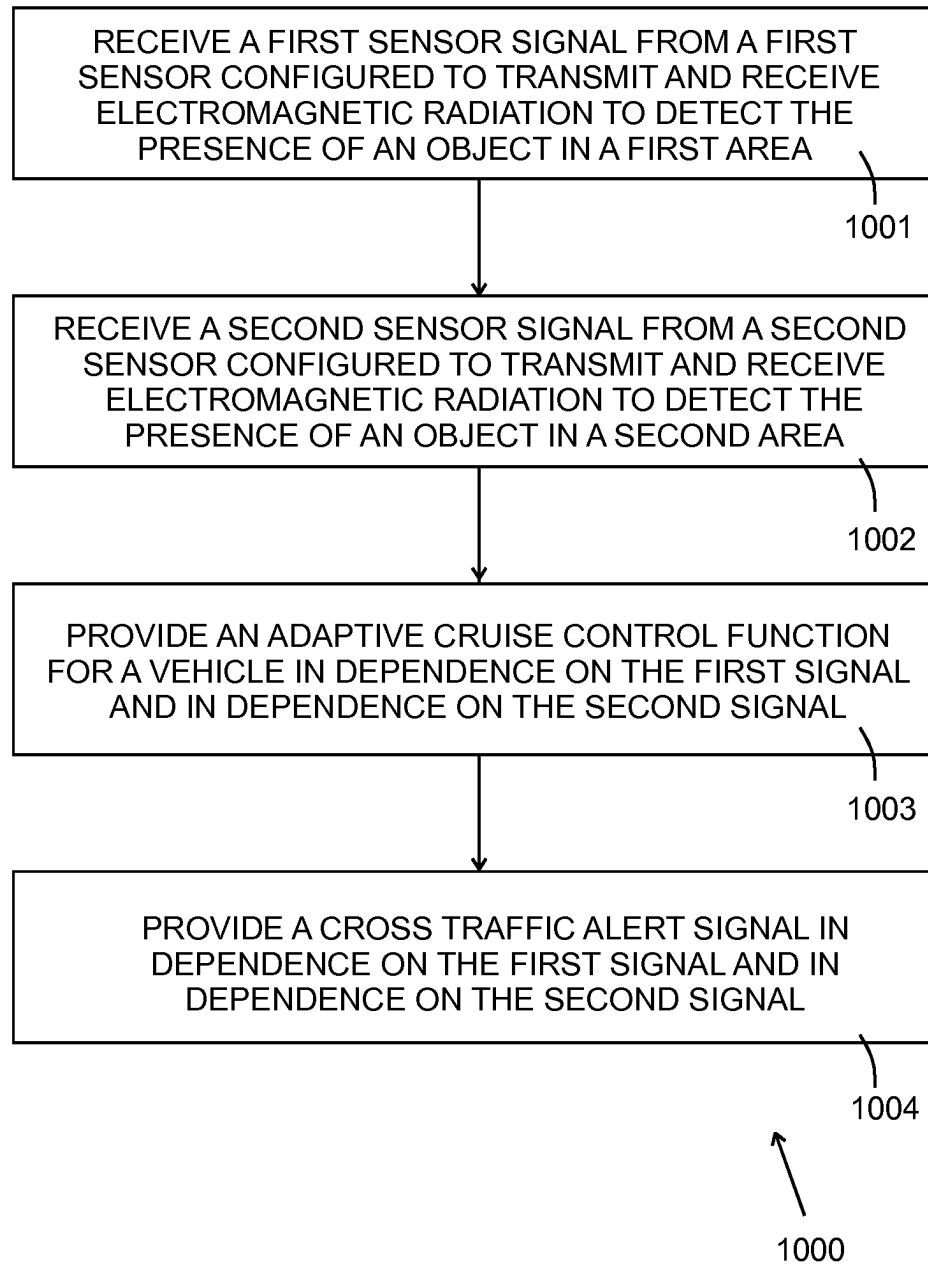 RECEIVE A FIRST SENSOR SIGNAL FROM A FIRST
SENSOR CONFIGURED TO TRANSMIT AND RECEIVE
ELECTROMAGNETIC RADIATION TO DETECT THE
PRESENCE OF AN OBJECT IN A FIRST AREA
1001
RECEIVE A SECOND SENSOR SIGNAL FROM A SECOND
SENSOR CONFIGURED TO TRANSMIT AND RECEIVE
ELECTROMAGNETIC RADIATION TO DETECT THE
PRESENCE OF AN OBJECT IN A SECOND AREA
1002
PROVIDE AN ADAPTIVE CRUISE CONTROL FUNCTION
FOR A VEHICLE IN DEPENDENCE ON THE FIRST SIGNAL
AND IN DEPENDENCE ON THE SECOND SIGNAL
1003
PROVIDE A CROSS TRAFFIC ALERT SIGNAL IN
DEPENDENCE ON THE FIRST SIGNAL AND IN
DEPENDENCE ON THE SECOND SIGNAL
1004
1000